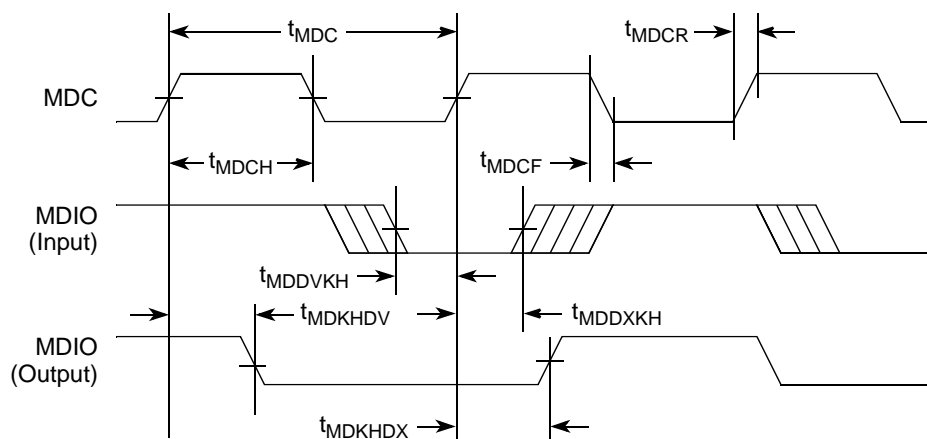 tMDC
tMDCR
MDC
tMDCH
tMDCF
MDIO
(Input)
tMDDVKH
tMDKHDV
tMDDXKH
MDIO
(Output)
tMDKHDX